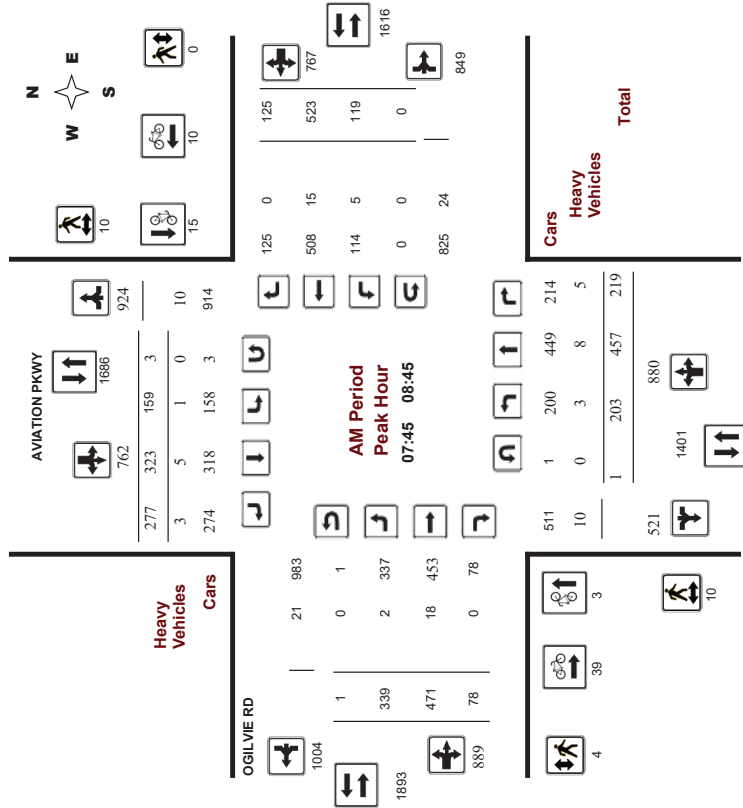 N
W E
S
0
10
10
15
1616
767
849
125 523 119 0
0 15 5 0 24
125 508 114 0 825
AVIATION PKWY
924
1686
762
277 323 159 3
3 5 1 0 10
274 318 158 3 914
Heavy
Vehicles
Cars
AM Period
Peak Hour
07:45 08:45
OGILVIE RD
1004
1893
889
21 983
0 1
2 337
18 453
0 78
1
339
471
78
Cars
Heavy
Vehicles
Total
511 1 200 449 214
10 0 3 8 5
1 203 457 219
521
880
1401
4
39
3
10